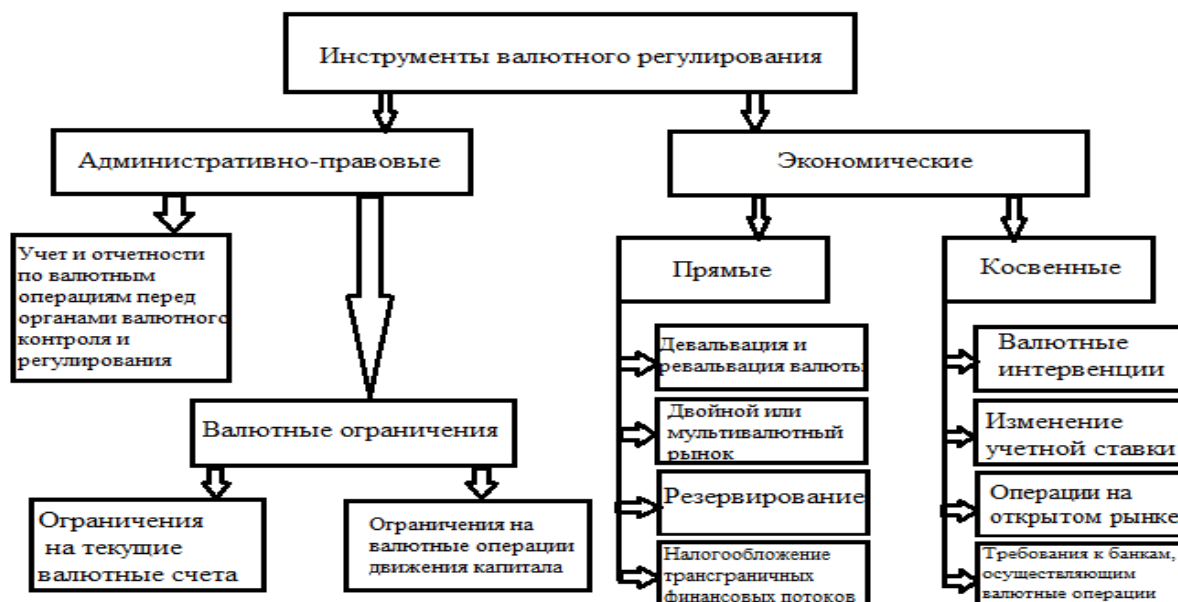 Инструменты валютного регулирования
Административно-правовые
Экономические
Учет и отчетности
по валютным
операциям перед
органами валютного
контроля и
регулирования
Валютные ограничения
Ограничения
на текущие
валютные счета
Ограничения на
валютные операции
движения капитала
Прямые
Девальвация и
ревальвация валюты
Двойной или
мультивалютный
рынок
Резервирование
Налогообложение
трансграничных
финансовых потоков
Косвенные
Валютные
интервенции
Изменение
учетной ставки
Операции на
открытом рынке
Требования к банкам,
осуществляющим
валютные операции